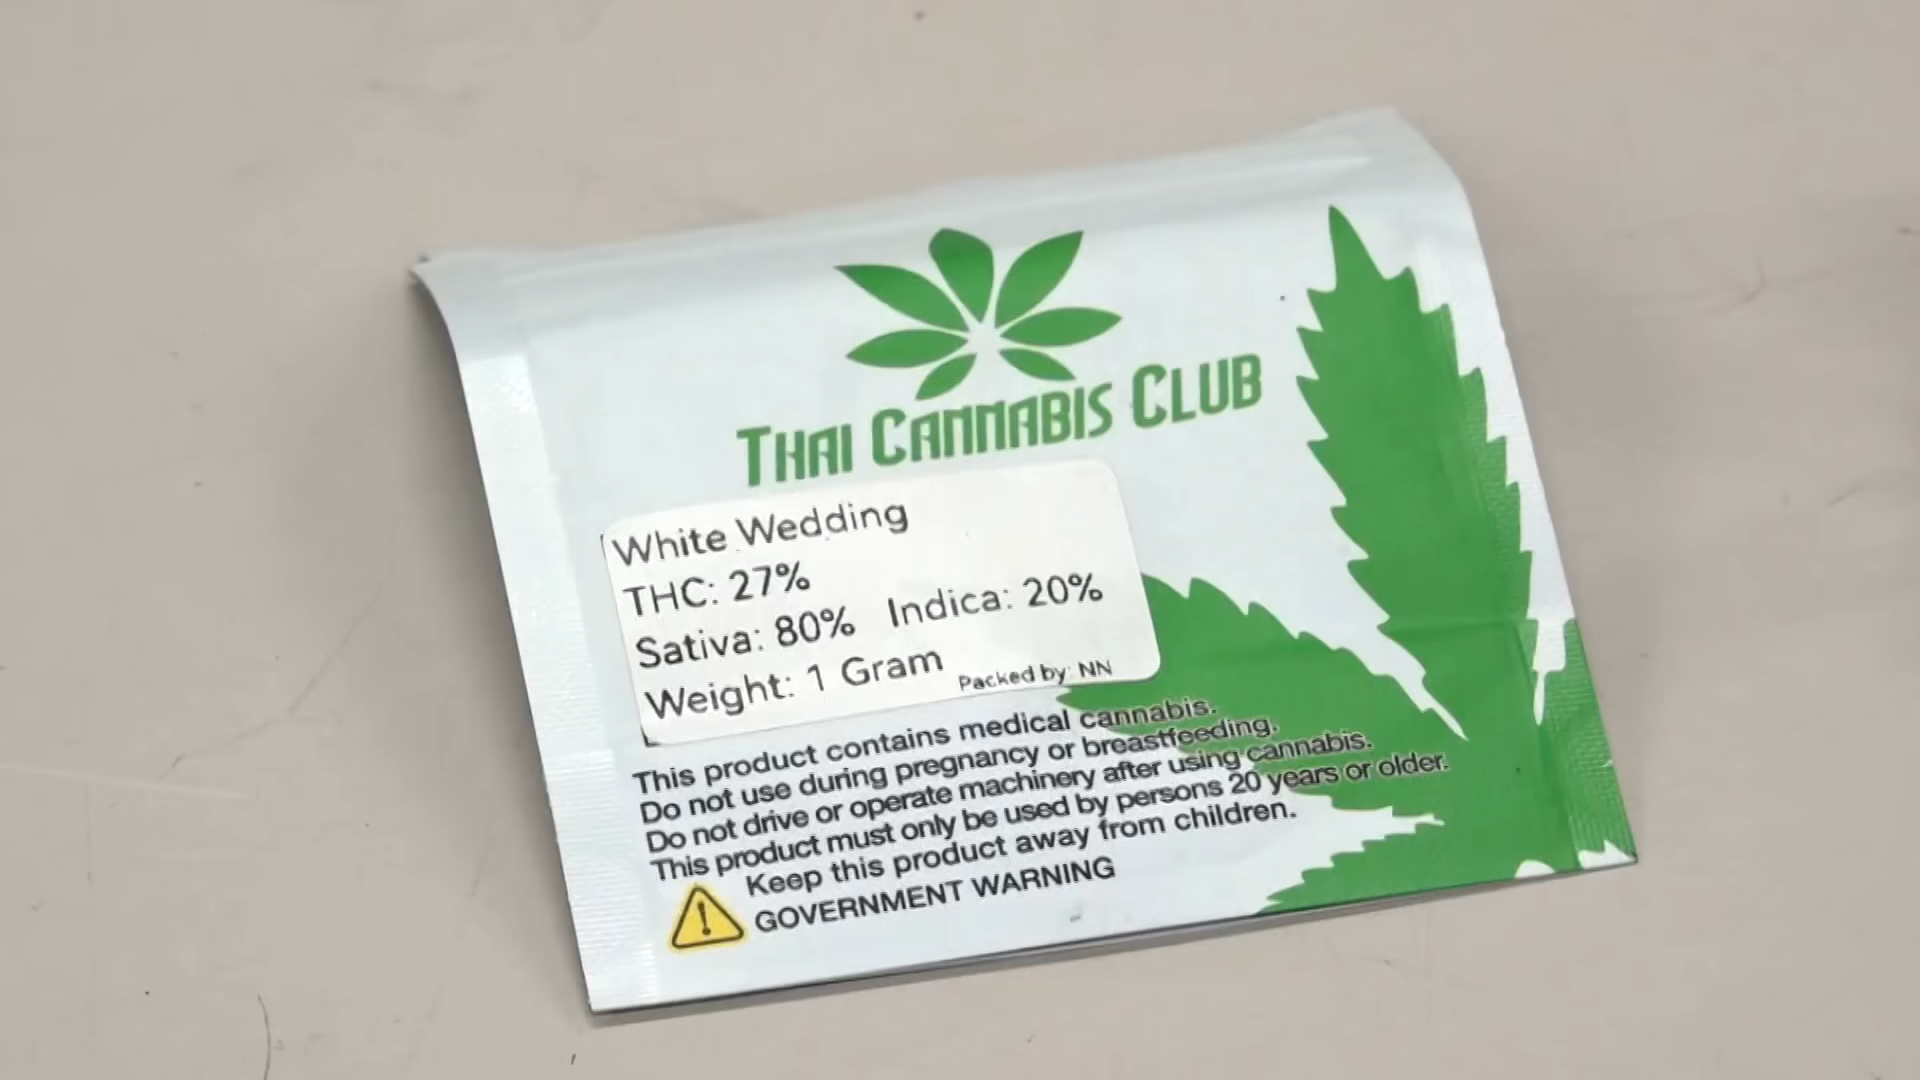 THAI CANNABIS CLUB
White Wedding
THC: 27%
Sativa: 80% Indica: 20%
Weight: 1 Gram Packed by: NN
This product contains medical cannabis.
Do not use during pregnancy or breastfeeding.
Do not drive or operate machinery after using cannabis.
This product must only be used by persons 20 years or older.
Keep this product away from children.
GOVERNMENT WARNING